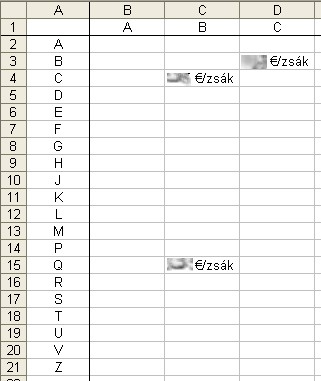 A B C D
1 A B C
2 A
3 B €/zsák
4 C €/zsák
5 D
6 E
7 F
8 G
9 H
10 J
11 K
12 L
13 M
14 P
15 Q €/zsák
16 R
17 S
18 T
19 U
20 V
21 Z